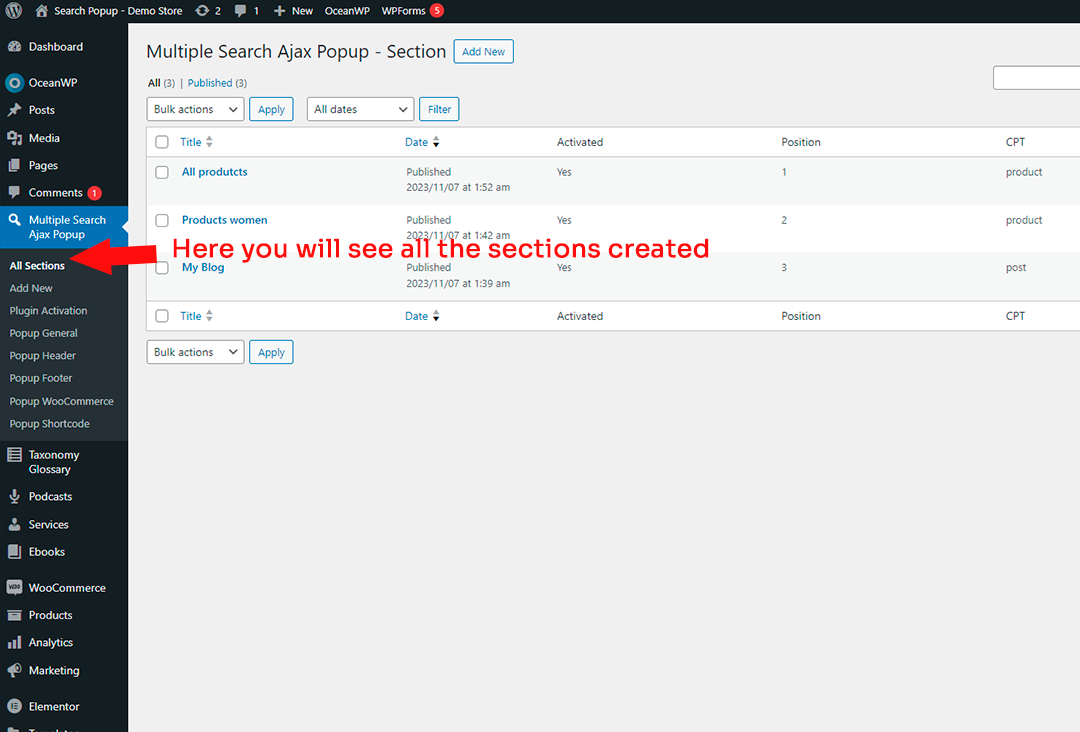 Search Popup - Demo Store 2 1 New OceanWP WPForms 5
Dashboard
OceanWP
Posts
Media
Pages
Comments 1
Multiple Search
Ajax Popup
All Sections
Add New
Plugin Activation
Popup General
Popup Header
Popup Footer
Popup WooCommerce
Popup Shortcode
Taxonomy
Glossary
Podcasts
Services
Ebooks
WooCommerce
Products
Analytics
Marketing
Elementor
Multiple Search Ajax Popup - Section Add New
All (3) | Published (3)
Bulk actions Apply All dates Filter
Title Date Activated Position CPT
All produtcts Published Yes 1 product
2023/11/07 at 1:52 am
Products women Published Yes 2 product
2023/11/07 at 1:42 am
Here you will see all the sections created
My Blog Published Yes 3 post
2023/11/07 at 1:39 am
Title Date Activated Position CPT
Bulk actions Apply